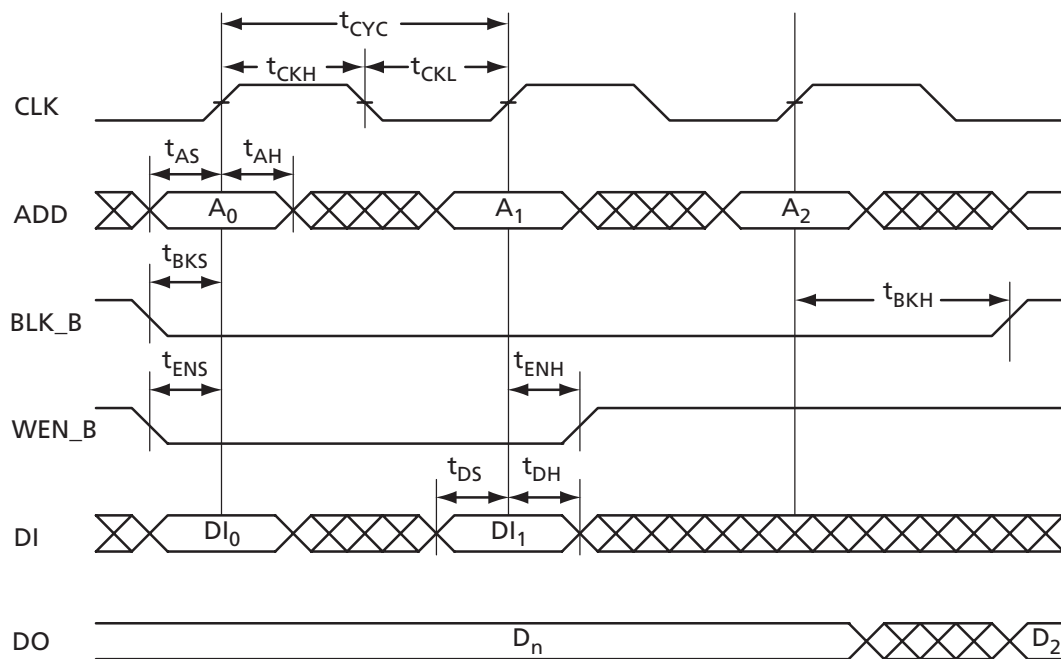 tCYC
tCKH
tCKL
CLK
tAS
tAH
ADD
A0
A1
A2
tBKS
tBKH
BLK_B
tENS
tENH
WEN_B
tDS
tDH
DI
DI0
DI1
DO
Dn
D2